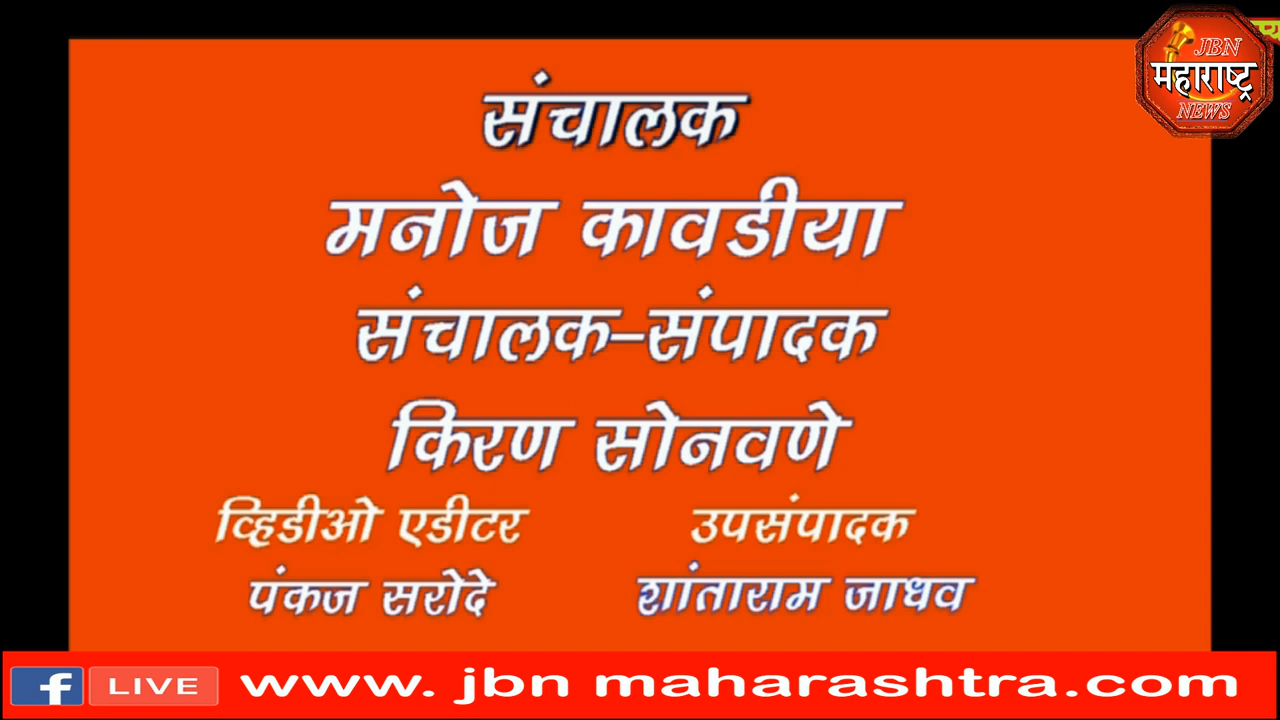 JBN
महाराष्ट्र
NEWS
संचालक
मनोज कावडीया
संचालक–संपादक
किरण सोनवणे
व्हिडीओ एडीटर उपसंपादक
पंकज सरोदे शांताराम जाधव
f LIVE www. jbn maharashtra.com